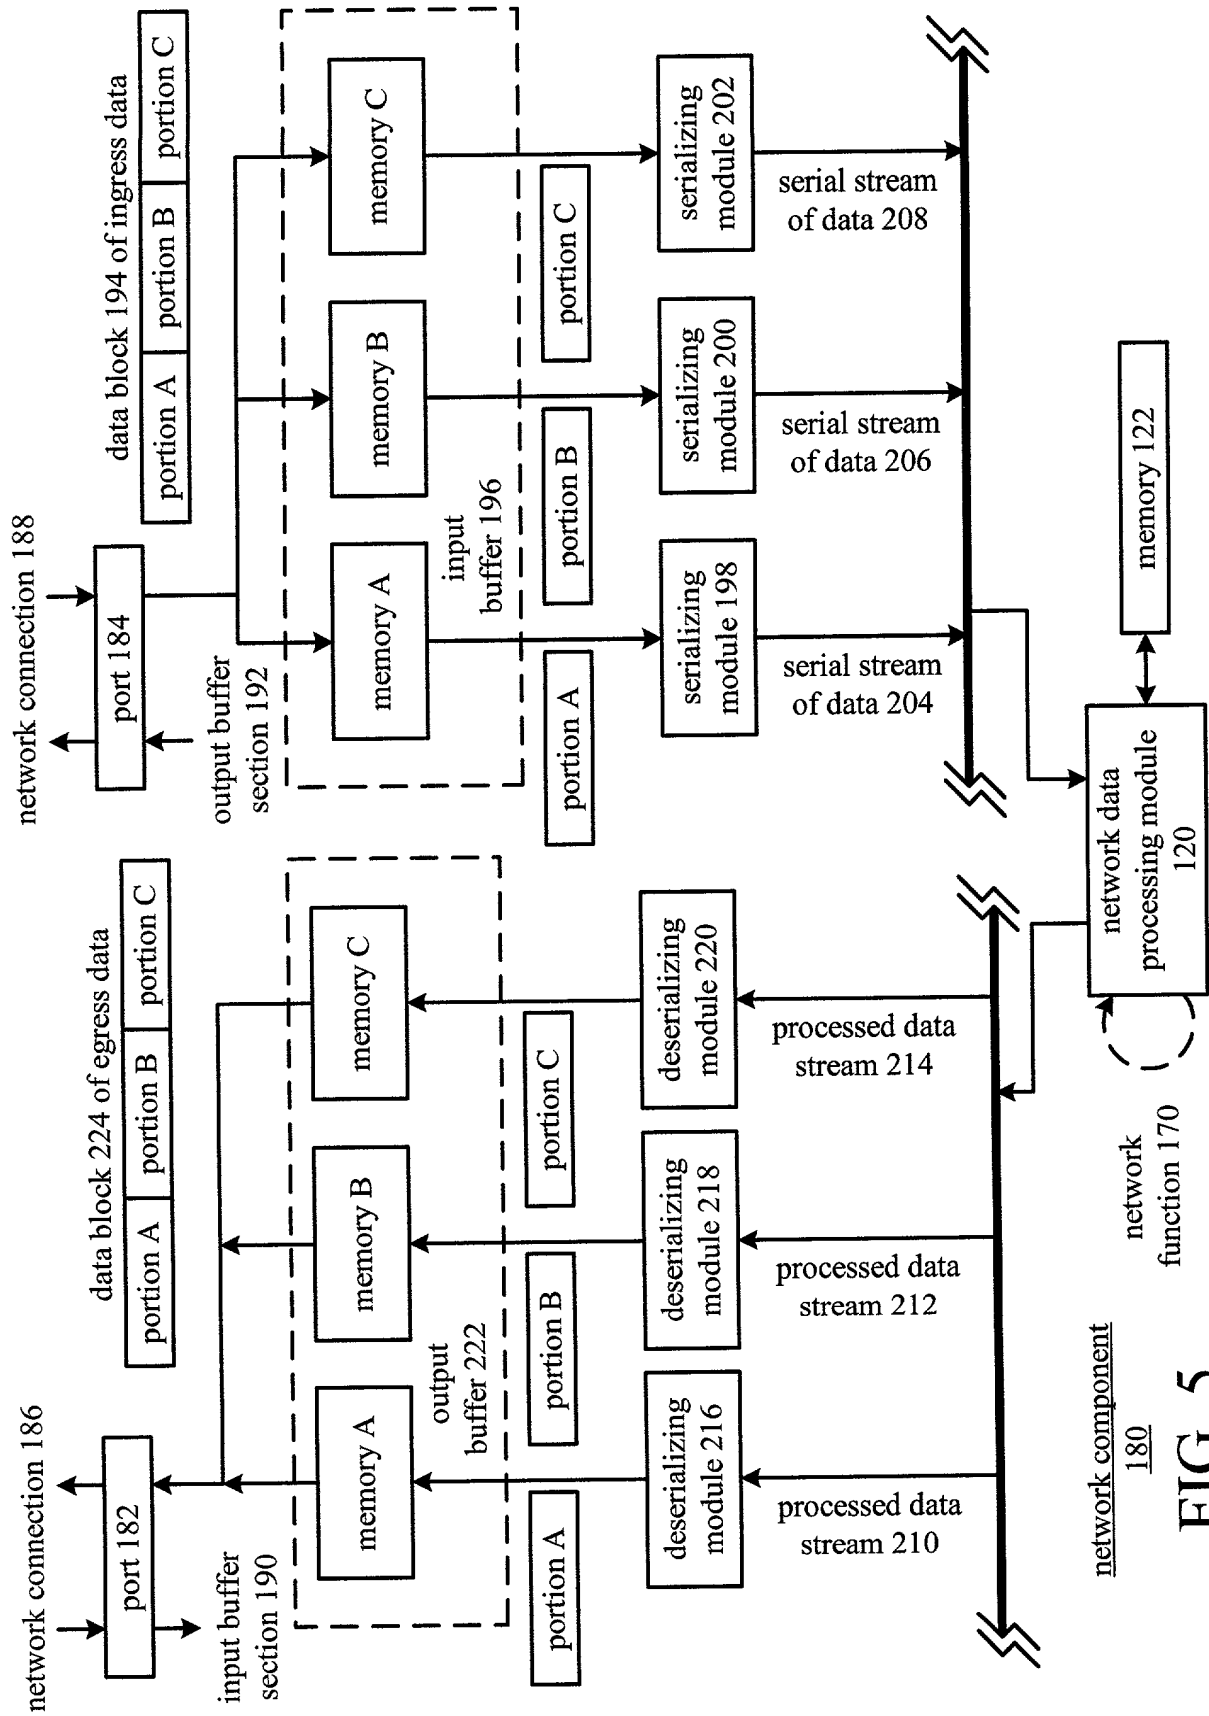 network connection 186
port 182
input buffer
section 190
data block 224 of egress data
portion A
portion B
portion C
memory A
memory B
memory C
output
buffer 222
portion A
portion B
portion C
deserializing
module 216
deserializing
module 218
deserializing
module 220
processed data
stream 210
processed data
stream 212
processed data
stream 214
network connection 188
port 184
output buffer
section 192
data block 194 of ingress data
portion A
portion B
portion C
memory A
memory B
memory C
input
buffer 196
portion A
portion B
portion C
serializing
module 198
serializing
module 200
serializing
module 202
serial stream
of data 204
serial stream
of data 206
serial stream
of data 208
network component
180
network
function 170
network data
processing module
120
memory 122
FIG. 5